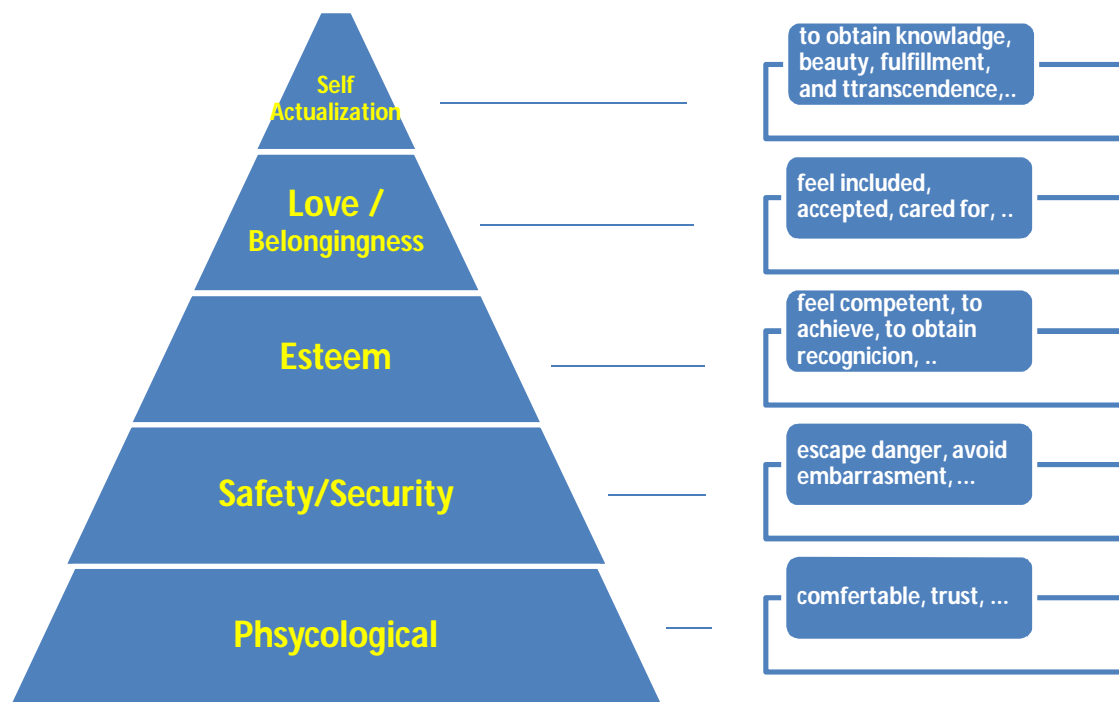 Self
Actualization
to obtain knowladge,
beauty, fulfillment,
and ttranscendence,..
Love /
Belongingness
feel included,
accepted, cared for, ..
Esteem
feel competent, to
achieve, to obtain
recognicion, ..
Safety/Security
escape danger, avoid
embarrasment, ...
Phsycological
comfertable, trust, ...